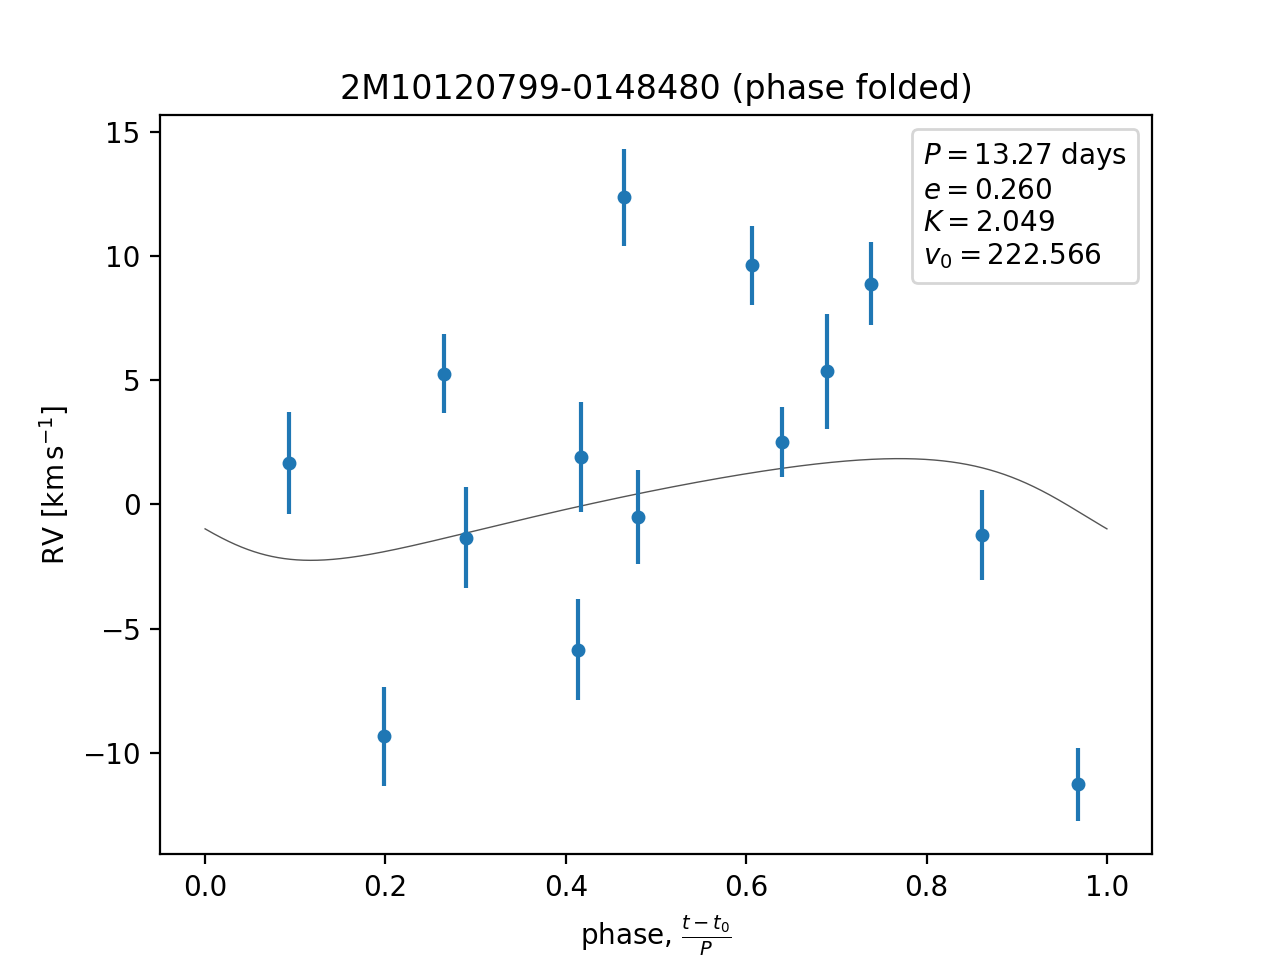 2M10120799-0148480 (phase folded)
P = 13.27 days
e = 0.260
K = 2.049
v₀ = 222.566
RV [km s⁻¹]
15
10
5
0
−5
−10
0.0 0.2 0.4 0.6 0.8 1.0
phase, (t − t₀)/P